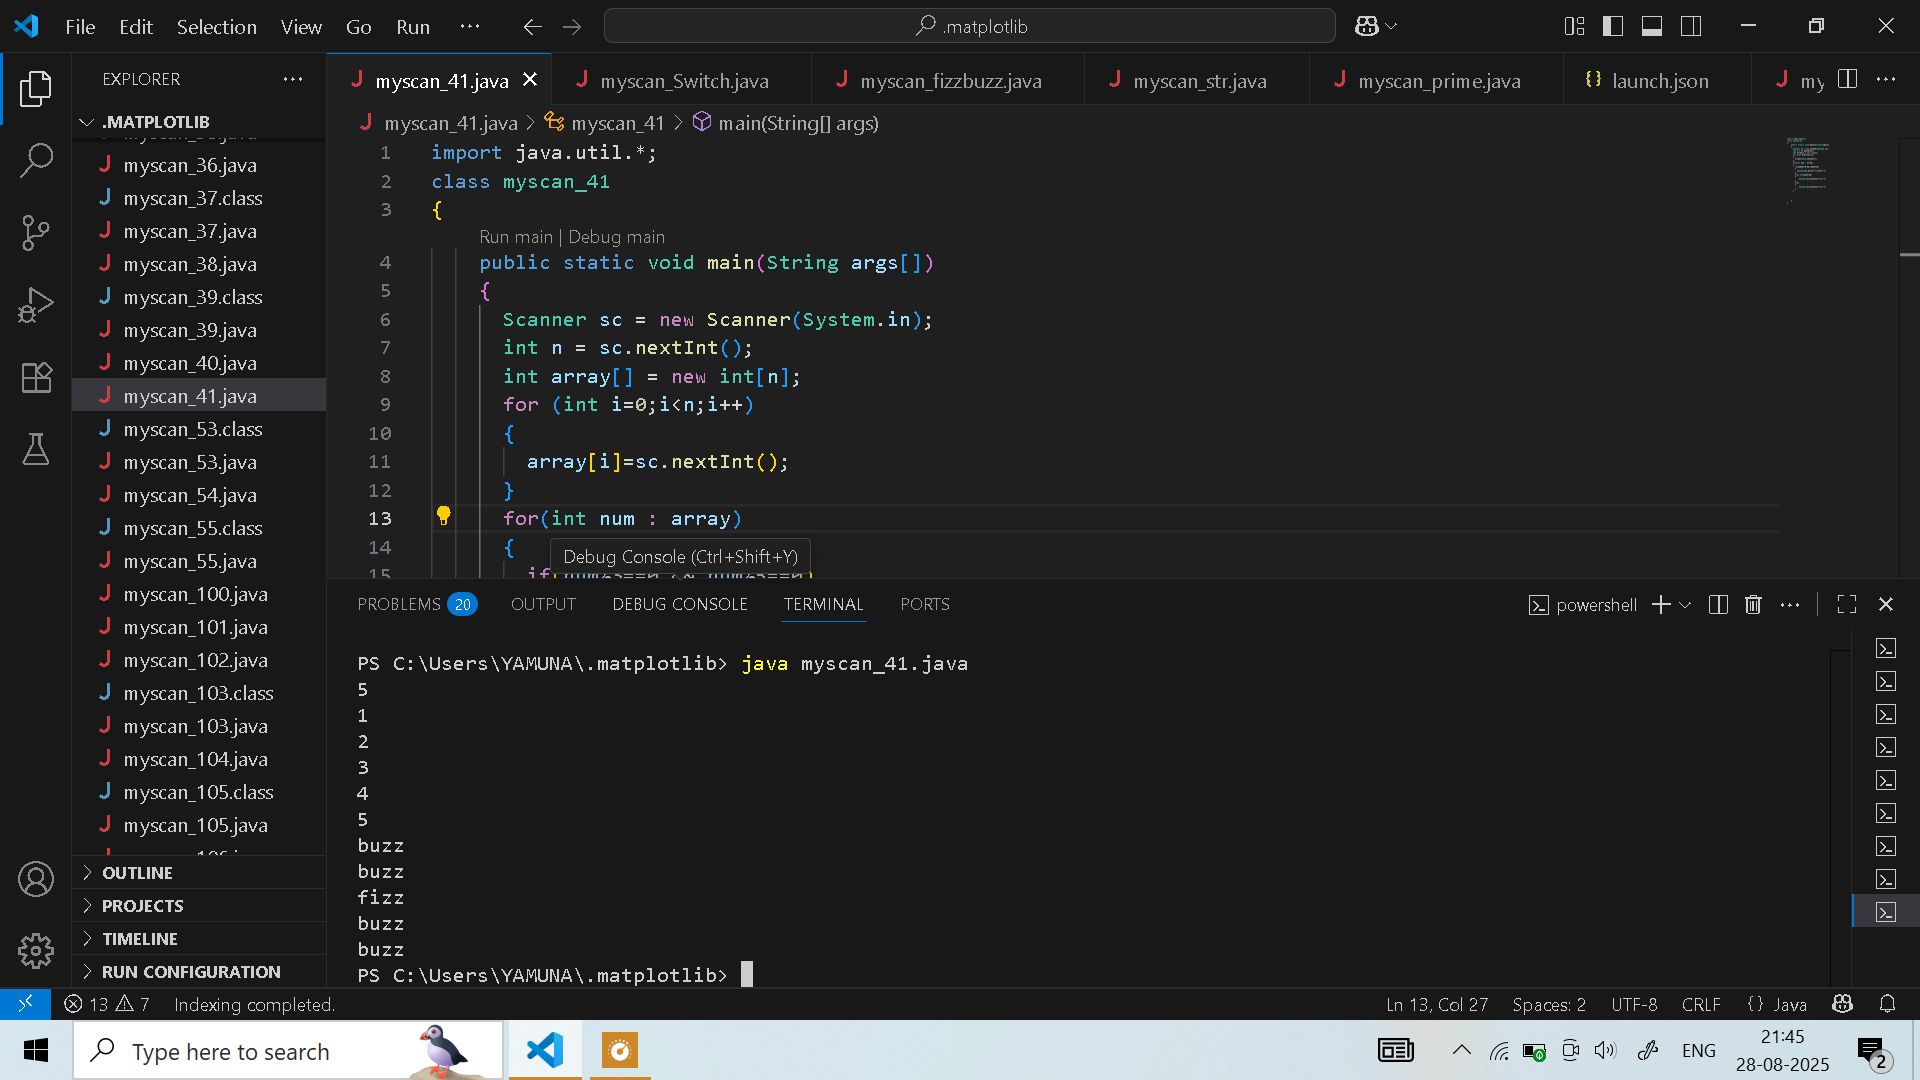 File Edit Selection View Go Run ··· .matplotlib
EXPLORER ···
.MATPLOTLIB
myscan_36.java
myscan_37.class
myscan_37.java
myscan_38.java
myscan_39.class
myscan_39.java
myscan_40.java
myscan_41.java
myscan_53.class
myscan_53.java
myscan_54.java
myscan_55.class
myscan_55.java
myscan_100.java
myscan_101.java
myscan_102.java
myscan_103.class
myscan_103.java
myscan_104.java
myscan_105.class
myscan_105.java
OUTLINE
PROJECTS
TIMELINE
RUN CONFIGURATION
myscan_41.java myscan_Switch.java myscan_fizzbuzz.java myscan_str.java myscan_prime.java {} launch.json my ···
myscan_41.java > myscan_41 > main(String[] args)
1 import java.util.*;
2 class myscan_41
3 {
Run main | Debug main
4 public static void main(String args[])
5 {
6 Scanner sc = new Scanner(System.in);
7 int n = sc.nextInt();
8 int array[] = new int[n];
9 for (int i=0;i<n;i++)
10 {
11 array[i]=sc.nextInt();
12 }
13 for(int num : array)
14 {
Debug Console (Ctrl+Shift+Y)
15 if(
PROBLEMS 20 OUTPUT DEBUG CONSOLE TERMINAL PORTS powershell ···
PS C:\Users\YAMUNA\.matplotlib> java myscan_41.java
5
1
2
3
4
5
buzz
buzz
fizz
buzz
buzz
PS C:\Users\YAMUNA\.matplotlib>
13 7 Indexing completed. Ln 13, Col 27 Spaces: 2 UTF-8 CRLF {} Java
Type here to search ENG 21:45
28-08-2025 2